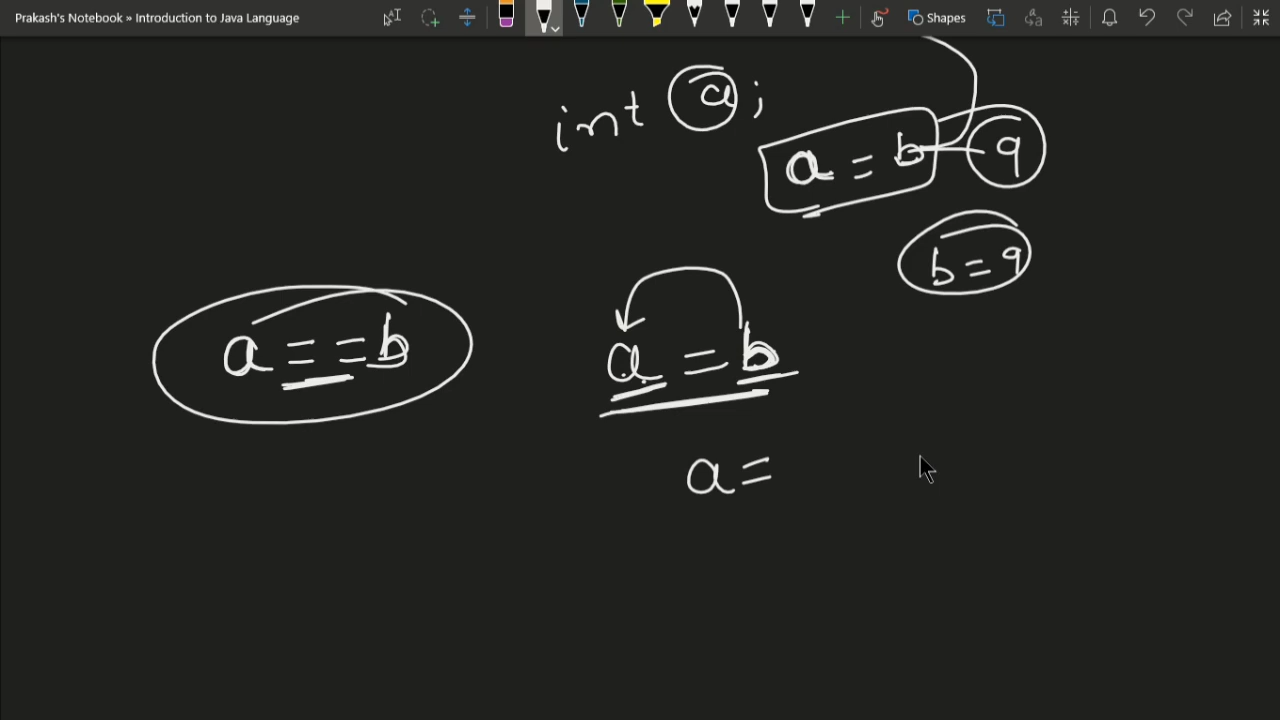 Prakash's Notebook » Introduction to Java Language
Shapes
int a;
a = b 9
b = 9
a == b
a = b
a =